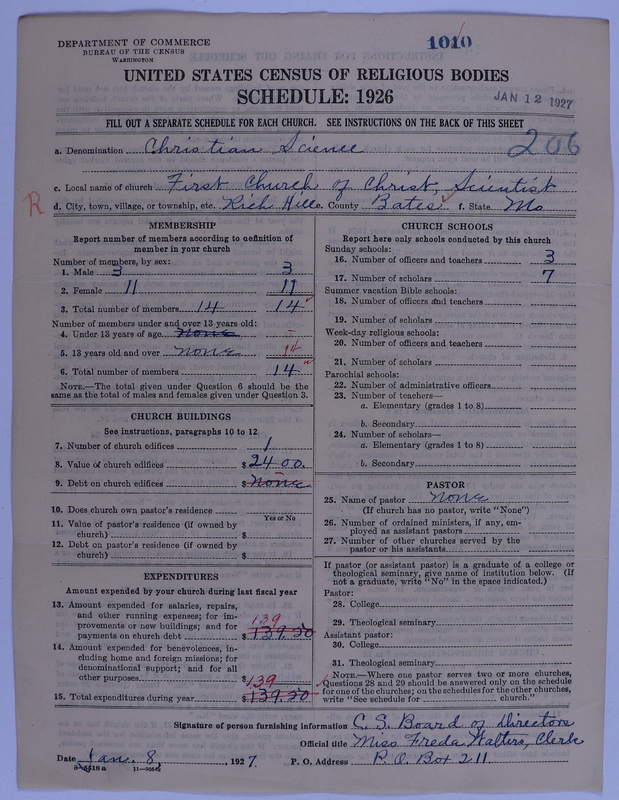 DEPARTMENT OF COMMERCE
BUREAU OF THE CENSUS
WASHINGTON
1010
UNITED STATES CENSUS OF RELIGIOUS BODIES
SCHEDULE: 1926
JAN 12 1927
FILL OUT A SEPARATE SCHEDULE FOR EACH CHURCH. SEE INSTRUCTIONS ON THE BACK OF THIS SHEET
206
a. Denomination Christian Science
c. Local name of church First Church of Christ, Scientist
R
d. City, town, village, or township, etc. Rich Hill e. County Bates f. State Mo
MEMBERSHIP
Report number of members according to definition of
member in your church
Number of members, by sex:
1. Male 3 3
2. Female 11 11
3. Total number of members 14 14
Number of members under and over 13 years old:
4. Under 13 years of age none –
5. 13 years old and over none 14
6. Total number of members 14
NOTE.—The total given under Question 6 should be the
same as the total of males and females given under Question 3.
CHURCH BUILDINGS
See instructions, paragraphs 10 to 12
7. Number of church edifices 1
8. Value of church edifices $ 2400.
9. Debt on church edifices $ None
10. Does church own pastor's residence
Yes or No
11. Value of pastor's residence (if owned by
church) $
12. Debt on pastor's residence (if owned by
church) $
EXPENDITURES
Amount expended by your church during last fiscal year
13. Amount expended for salaries, repairs,
and other running expenses; for im-
provements or new buildings; and for
payments on church debt $ 139.20
139
14. Amount expended for benevolences, in-
cluding home and foreign missions; for
denominational support; and for all
other purposes $
139
15. Total expenditures during year $ 139.20
CHURCH SCHOOLS
Report here only schools conducted by this church
Sunday schools:
16. Number of officers and teachers 3
17. Number of scholars 7
Summer vacation Bible schools:
18. Number of officers and teachers
19. Number of scholars
Week-day religious schools:
20. Number of officers and teachers
21. Number of scholars
Parochial schools:
22. Number of administrative officers
23. Number of teachers—
a. Elementary (grades 1 to 8)
b. Secondary
24. Number of scholars—
a. Elementary (grades 1 to 8)
b. Secondary
PASTOR
25. Name of pastor None
(If church has no pastor, write "None")
26. Number of ordained ministers, if any, em-
ployed as assistant pastors
27. Number of other churches served by the
pastor or his assistants
If pastor (or assistant pastor) is a graduate of a college or
theological seminary, give name of institution below. (If
not a graduate, write "No" in the space indicated.)
Pastor:
28. College
29. Theological seminary
Assistant pastor:
30. College
31. Theological seminary
NOTE.—Where one pastor serves two or more churches,
Questions 28 and 29 should be answered only on the schedule
for one of the churches; on the schedules for the other churches,
write "See schedule for church."
Signature of person furnishing information C. S. Board of Directors
Official title Miss Freda Walters, Clerk
Date Jan. 8, 1927. P. O. Address P. O. Box 211